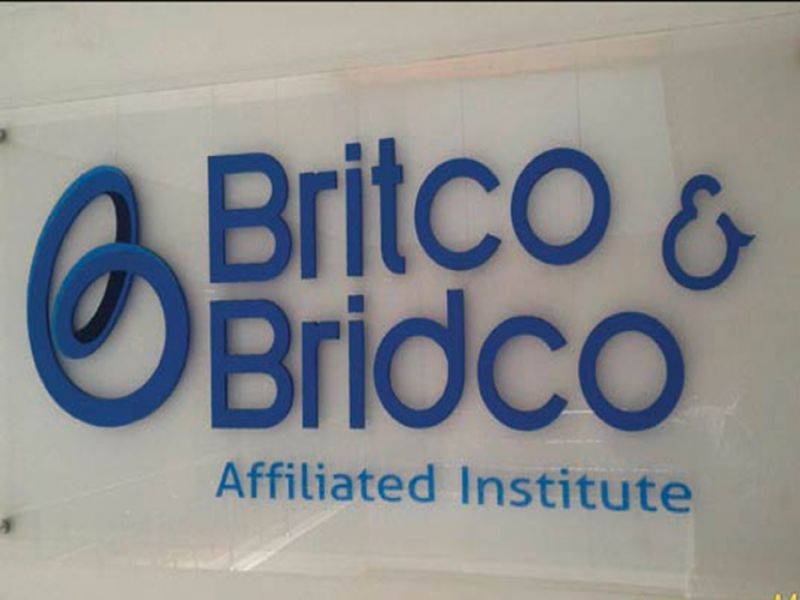 Britco &
Bridco
Affiliated Institute